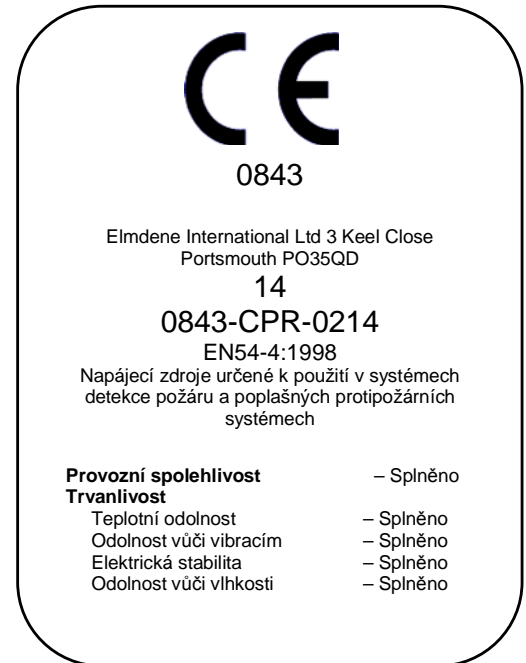 CE
0843
Elmdene International Ltd 3 Keel Close
Portsmouth PO35QD
14
0843-CPR-0214
EN54-4:1998
Napájecí zdroje určené k použití v systémech
detekce požáru a poplašných protipožárních
systémech
Provozní spolehlivost – Splněno
Trvanlivost
Teplotní odolnost – Splněno
Odolnost vůči vibracím – Splněno
Elektrická stabilita – Splněno
Odolnost vůči vlhkosti – Splněno